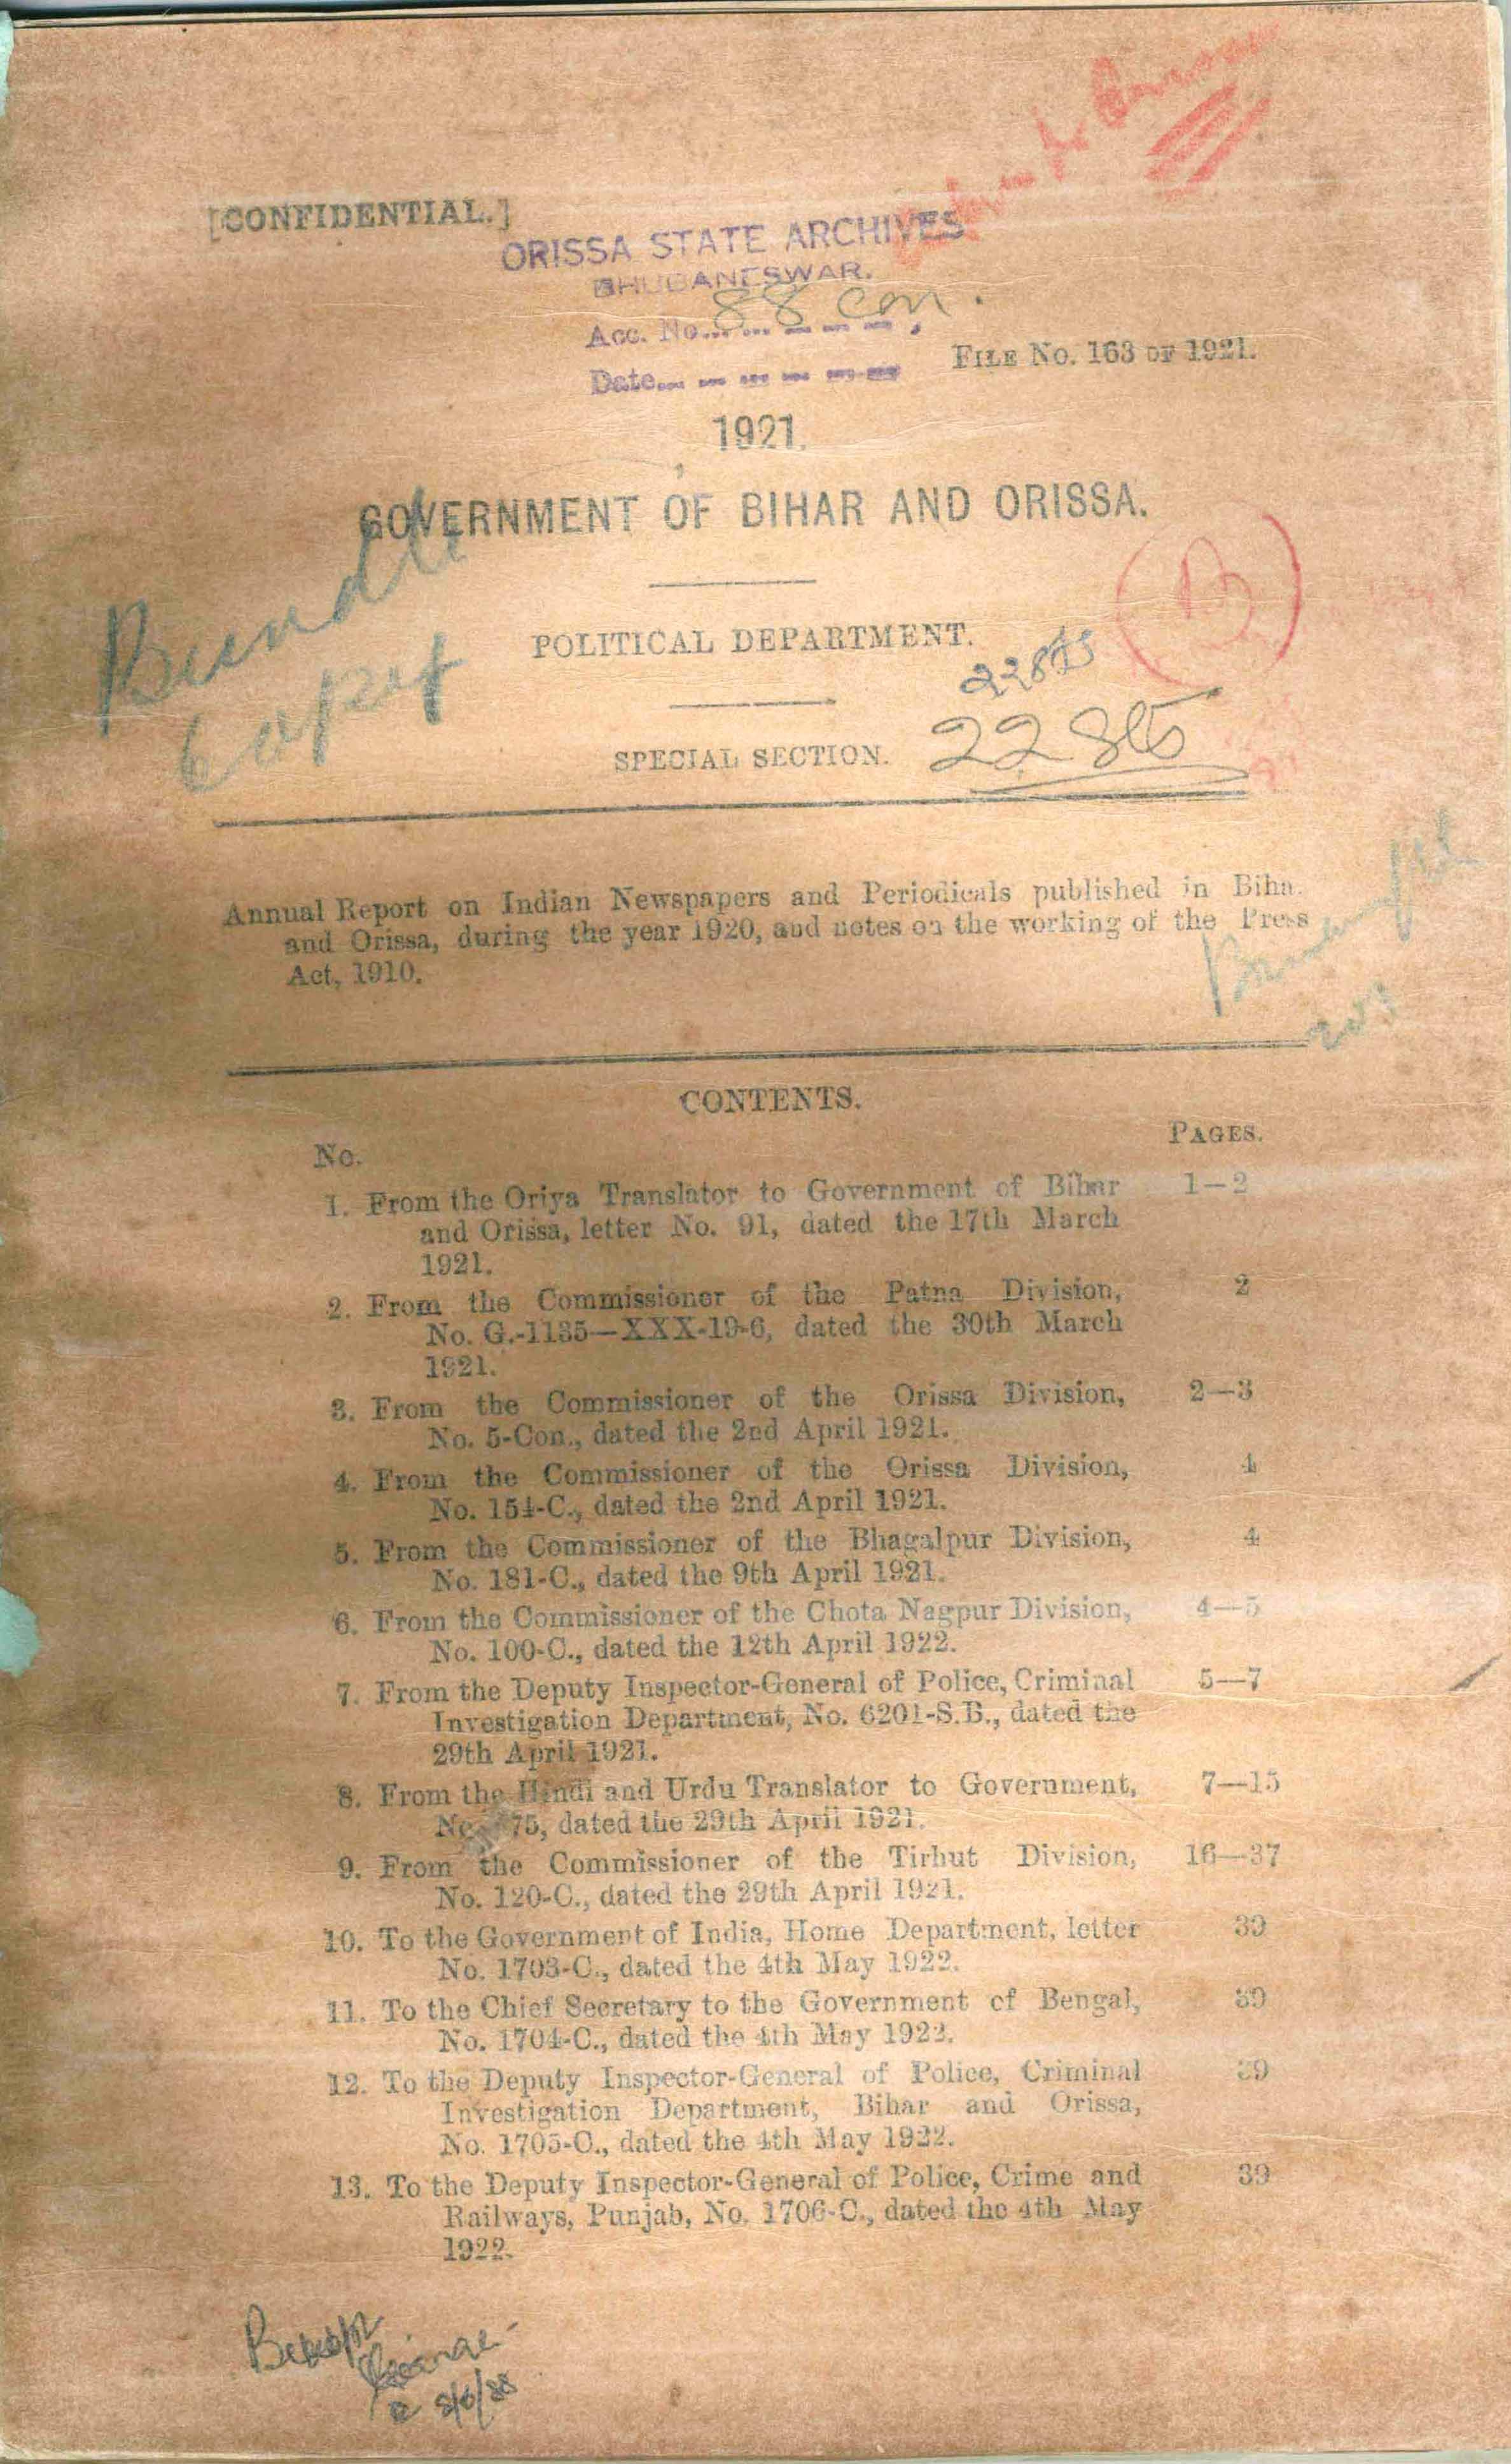 [CONFIDENTIAL.]
ORISSA STATE ARCHIVES
BHUBANESWAR.
Acc. No. 88 Con.
Date
FILE No. 163 OF 1921.
1921.
GOVERNMENT OF BIHAR AND ORISSA.
Bundle
Copy
POLITICAL DEPARTMENT.
B
SPECIAL SECTION.
Annual Report on Indian Newspapers and Periodicals published in Biha
and Orissa, during the year 1920, and notes on the working of the Press
Act, 1910.
CONTENTS.
No.
PAGES.
1. From the Oriya Translator to Government of Bihar 1—2
and Orissa, letter No. 91, dated the 17th March
1921.
2. From the Commissioner of the Patna Division, 2
No. G.-1135—XXX-19-6, dated the 30th March
1921.
3. From the Commissioner of the Orissa Division, 2—3
No. 5-Con., dated the 2nd April 1921.
4. From the Commissioner of the Orissa Division, 4
No. 154-C., dated the 2nd April 1921.
5. From the Commissioner of the Bhagalpur Division, 4
No. 181-C., dated the 9th April 1921.
6. From the Commissioner of the Chota Nagpur Division, 4—5
No. 100-C., dated the 12th April 1922.
7. From the Deputy Inspector-General of Police, Criminal 5—7
Investigation Department, No. 6201-S.B., dated the
29th April 1921.
8. From the Hindi and Urdu Translator to Government, 7—15
75, dated the 29th April 1921.
9. From the Commissioner of the Tirhut Division, 16—37
No. 120-C., dated the 29th April 1921.
10. To the Government of India, Home Department, letter 39
No. 1703-C., dated the 4th May 1922.
11. To the Chief Secretary to the Government of Bengal, 39
No. 1704-C., dated the 4th May 1922.
12. To the Deputy Inspector-General of Police, Criminal 39
Investigation Department, Bihar and Orissa,
No. 1705-C., dated the 4th May 1922.
13. To the Deputy Inspector-General of Police, Crime and 39
Railways, Punjab, No. 1706-C., dated the 4th May
1922.